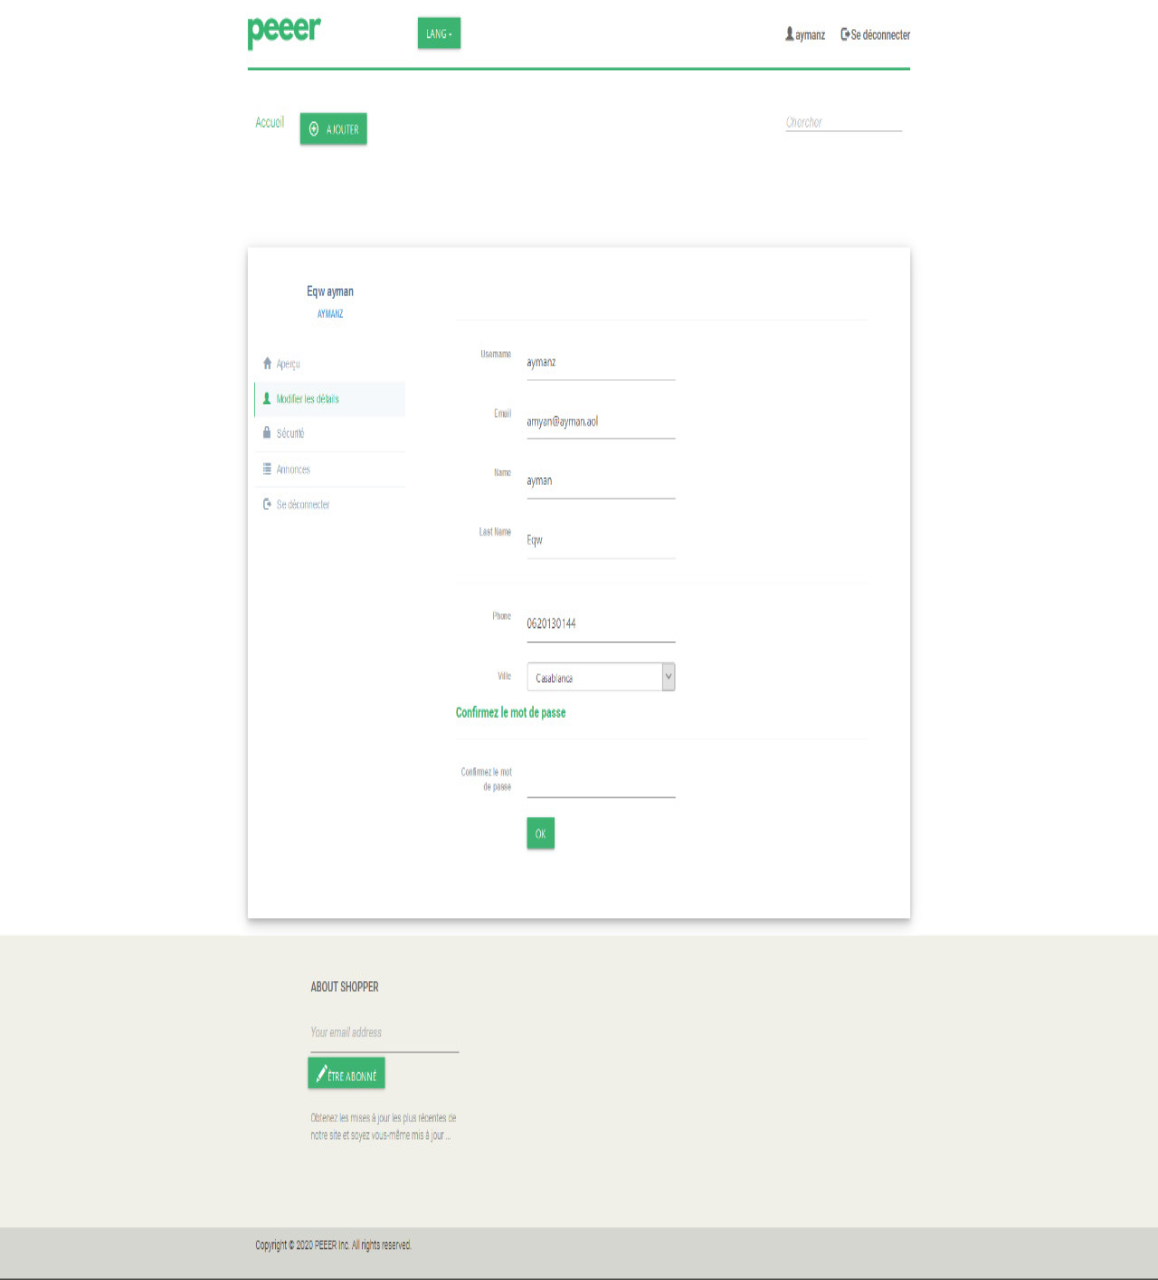 peeer
LANG
aymanz
Se déconnecter
Accueil
AJOUTER
Chercher
Eqw ayman
AYMANZ
Aperçu
Modifier les détails
Sécurité
Annonces
Se déconnecter
Username
aymanz
Email
amyan@ayman.aol
Name
ayman
Last Name
Eqw
Phone
0620130144
Ville
Casablanca
Confirmez le mot de passe
Confirmez le mot
de passe
OK
ABOUT SHOPPER
Your email address
ÊTRE ABONNÉ
Obtenez les mises à jour les plus récentes de
notre site et soyez vous-même mis à jour ...
Copyright © 2020 PEEER Inc. All rights reserved.